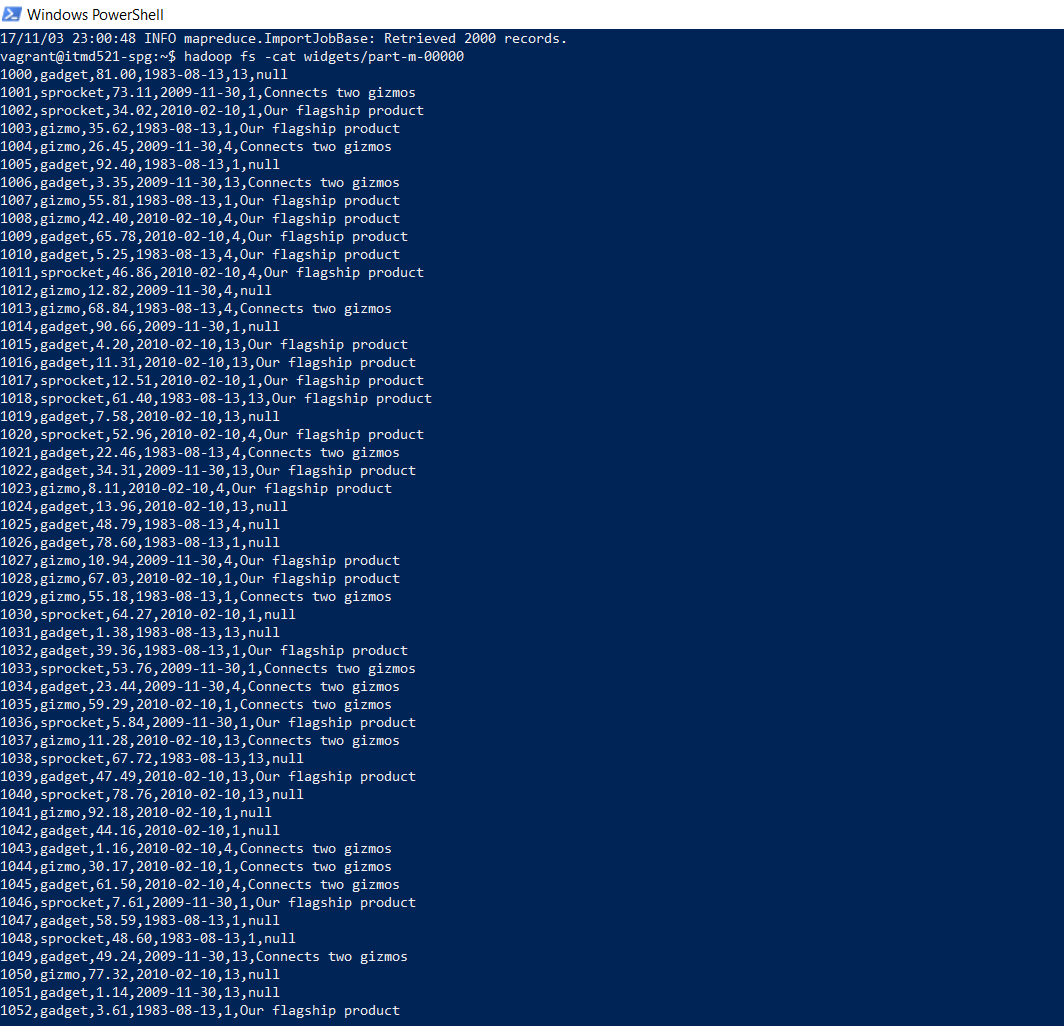 Windows PowerShell
17/11/03 23:00:48 INFO mapreduce.ImportJobBase: Retrieved 2000 records.
vagrant@itmd521-spg:~$ hadoop fs -cat widgets/part-m-00000
1000,gadget,81.00,1983-08-13,13,null
1001,sprocket,73.11,2009-11-30,1,Connects two gizmos
1002,sprocket,34.02,2010-02-10,1,Our flagship product
1003,gizmo,35.62,1983-08-13,1,Our flagship product
1004,gizmo,26.45,2009-11-30,4,Connects two gizmos
1005,gadget,92.40,1983-08-13,1,null
1006,gadget,3.35,2009-11-30,13,Connects two gizmos
1007,gizmo,55.81,1983-08-13,1,Our flagship product
1008,gizmo,42.40,2010-02-10,4,Our flagship product
1009,gadget,65.78,2010-02-10,4,Our flagship product
1010,gadget,5.25,1983-08-13,4,Our flagship product
1011,sprocket,46.86,2010-02-10,4,Our flagship product
1012,gizmo,12.82,2009-11-30,4,null
1013,gizmo,68.84,1983-08-13,4,Connects two gizmos
1014,gadget,90.66,2009-11-30,1,null
1015,gadget,4.20,2010-02-10,13,Our flagship product
1016,gadget,11.31,2010-02-10,13,Our flagship product
1017,sprocket,12.51,2010-02-10,1,Our flagship product
1018,sprocket,61.40,1983-08-13,13,Our flagship product
1019,gadget,7.58,2010-02-10,13,null
1020,sprocket,52.96,2010-02-10,4,Our flagship product
1021,gadget,22.46,1983-08-13,4,Connects two gizmos
1022,gadget,34.31,2009-11-30,13,Our flagship product
1023,gizmo,8.11,2010-02-10,4,Our flagship product
1024,gadget,13.96,2010-02-10,13,null
1025,gadget,48.79,1983-08-13,4,null
1026,gadget,78.60,1983-08-13,1,null
1027,gizmo,10.94,2009-11-30,4,Our flagship product
1028,gizmo,67.03,2010-02-10,1,Our flagship product
1029,gizmo,55.18,1983-08-13,1,Connects two gizmos
1030,sprocket,64.27,2010-02-10,1,null
1031,gadget,1.38,1983-08-13,13,null
1032,gadget,39.36,1983-08-13,1,Our flagship product
1033,sprocket,53.76,2009-11-30,1,Connects two gizmos
1034,gadget,23.44,2009-11-30,4,Connects two gizmos
1035,gizmo,59.29,2010-02-10,1,Connects two gizmos
1036,sprocket,5.84,2009-11-30,1,Our flagship product
1037,gizmo,11.28,2010-02-10,13,Connects two gizmos
1038,sprocket,67.72,1983-08-13,13,null
1039,gadget,47.49,2010-02-10,13,Our flagship product
1040,sprocket,78.76,2010-02-10,13,null
1041,gizmo,92.18,2010-02-10,1,null
1042,gadget,44.16,2010-02-10,1,null
1043,gadget,1.16,2010-02-10,4,Connects two gizmos
1044,gizmo,30.17,2010-02-10,1,Connects two gizmos
1045,gadget,61.50,2010-02-10,4,Connects two gizmos
1046,sprocket,7.61,2009-11-30,1,Our flagship product
1047,gadget,58.59,1983-08-13,1,null
1048,sprocket,48.60,1983-08-13,1,null
1049,gadget,49.24,2009-11-30,13,Connects two gizmos
1050,gizmo,77.32,2010-02-10,13,null
1051,gadget,1.14,2009-11-30,13,null
1052,gadget,3.61,1983-08-13,1,Our flagship product